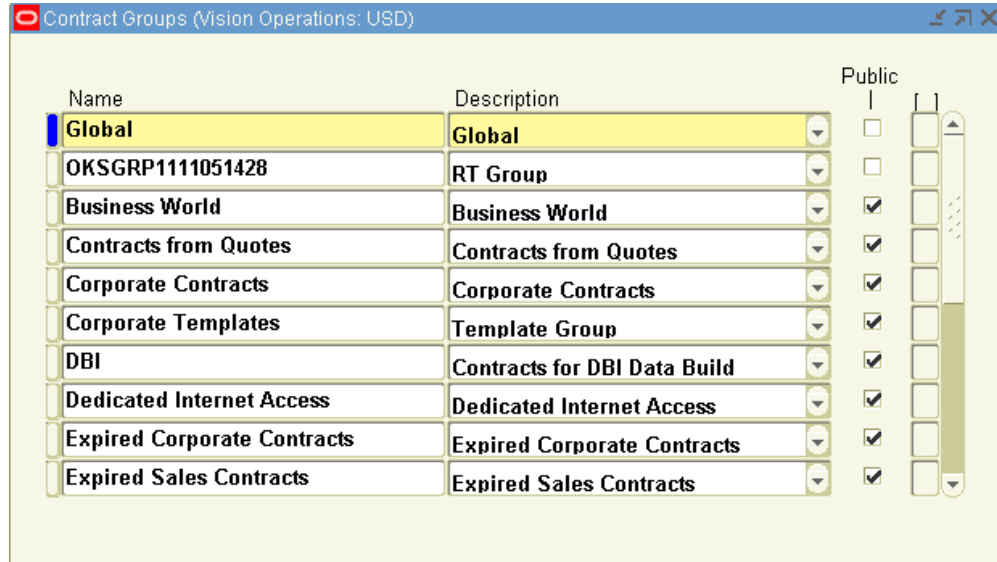 Contract Groups (Vision Operations: USD)
Public
Name Description [ ]
Global Global
OKSGRP1111051428 RT Group
Business World Business World
Contracts from Quotes Contracts from Quotes
Corporate Contracts Corporate Contracts
Corporate Templates Template Group
DBI Contracts for DBI Data Build
Dedicated Internet Access Dedicated Internet Access
Expired Corporate Contracts Expired Corporate Contracts
Expired Sales Contracts Expired Sales Contracts